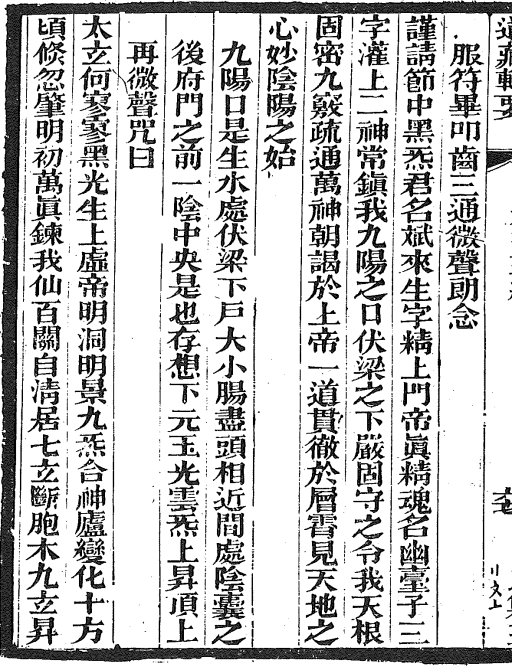 道藏輯要
服符畢叩齒三通微聲朗念
謹請節中黑炁君名斌來生字精上門帝眞精魂名幽臺子三
字灌上二神常鎮我九陽之口伏梁之下嚴固守之令我天根
固密九竅疏通萬神朝謁於上帝一道貫徹於層霄見天地之
心妙陰陽之始
九陽口是生水處伏梁下戶大小腸盡頭相近間處陰囊之
後府門之前一陰中央是也存想下元玉光雲炁上昇頂上
再微聲咒曰
太玄何寥寥黑光生上虛帝明洞明景九炁合神廬變化十方
頃倏忽肇明初萬眞鍊我仙百關自清居七玄斷胞木九玄昇